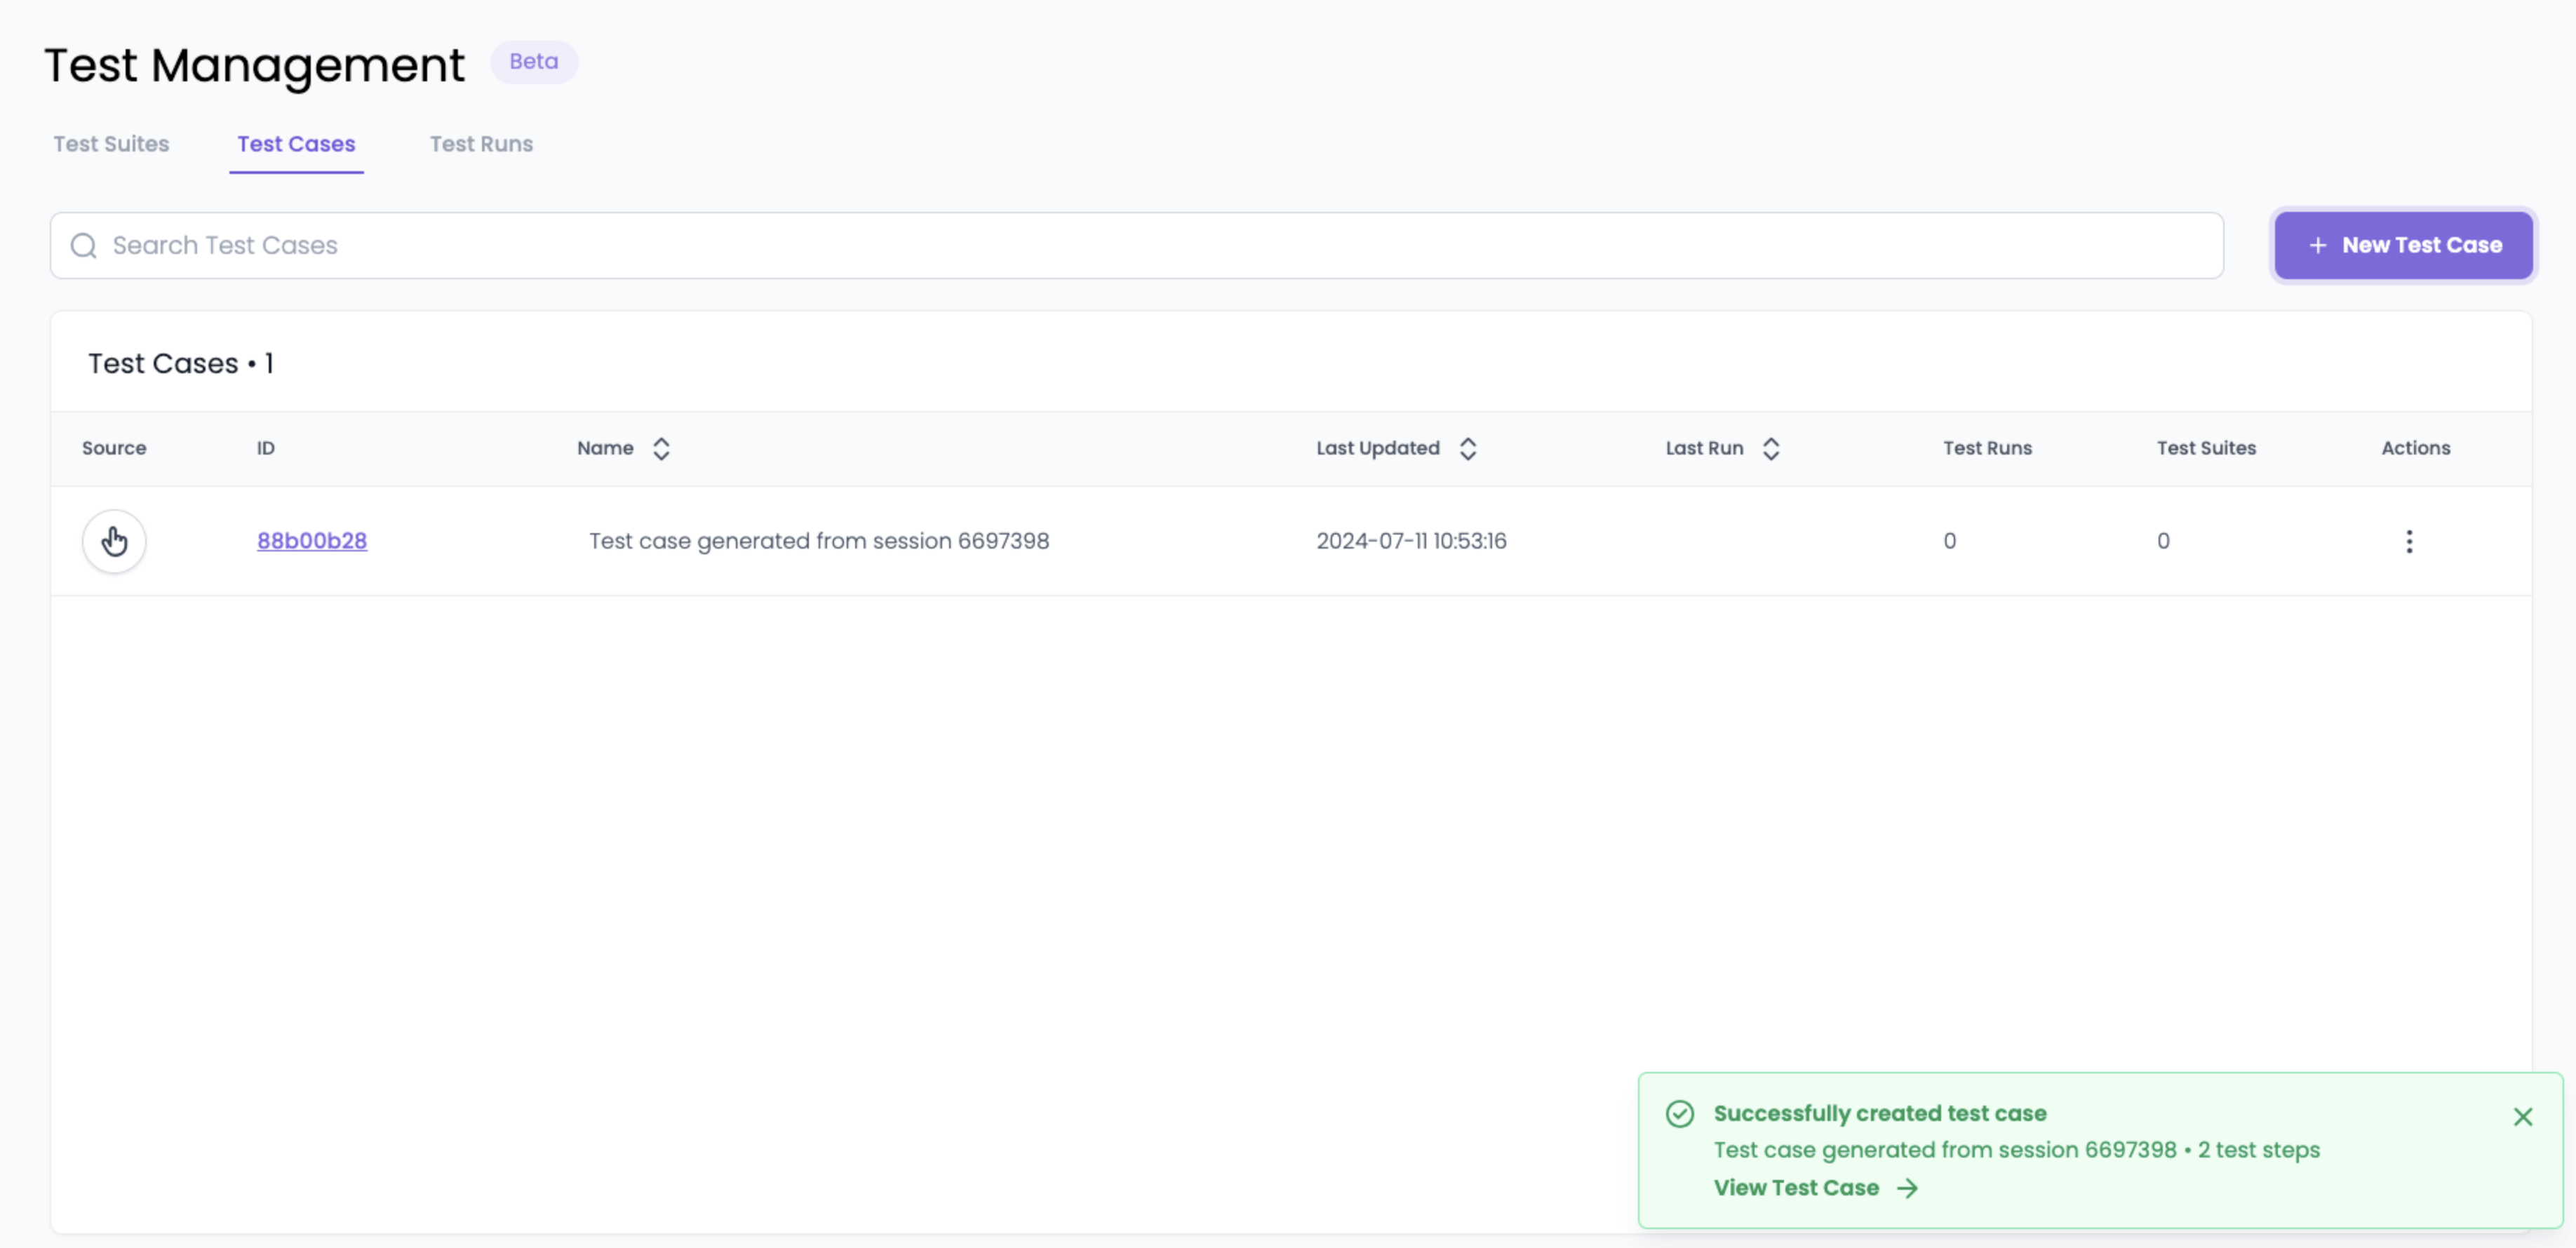 Test Management Beta
Test Suites Test Cases Test Runs
Search Test Cases + New Test Case
Test Cases • 1
Source ID Name Last Updated Last Run Test Runs Test Suites Actions
88b00b28 Test case generated from session 6697398 2024-07-11 10:53:16 0 0
Successfully created test case
Test case generated from session 6697398 • 2 test steps
View Test Case →